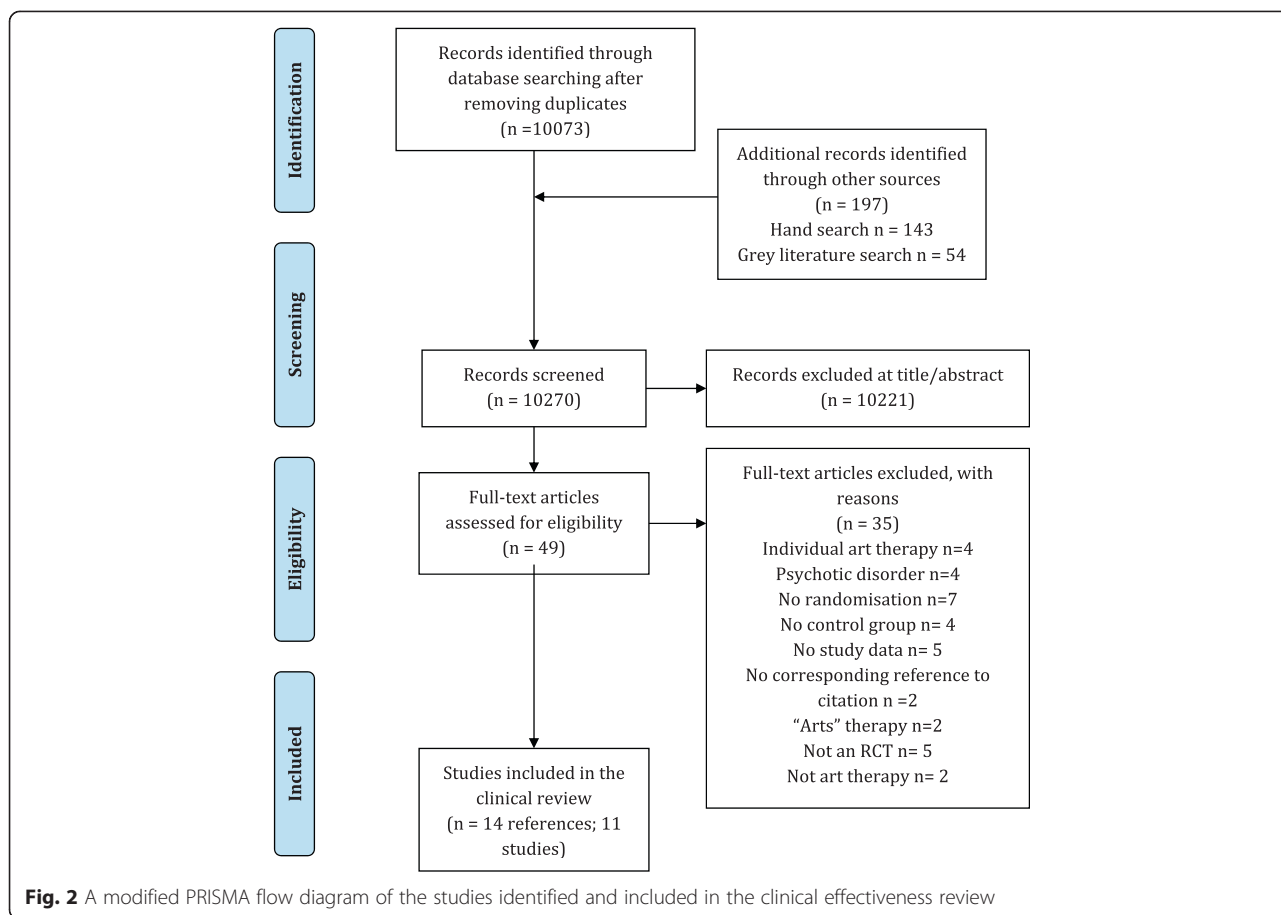 Identification
Records identified through
database searching after
removing duplicates
(n =10073)
Additional records identified
through other sources
(n = 197)
Hand search n = 143
Grey literature search n = 54
Screening
Records screened
(n = 10270)
Records excluded at title/abstract
(n = 10221)
Eligibility
Full-text articles
assessed for eligibility
(n = 49)
Full-text articles excluded, with
reasons
(n = 35)
Individual art therapy n=4
Psychotic disorder n=4
No randomisation n=7
No control group n= 4
No study data n= 5
No corresponding reference to
citation n =2
“Arts” therapy n=2
Not an RCT n= 5
Not art therapy n= 2
Included
Studies included in the
clinical review
(n = 14 references; 11
studies)
Fig. 2 A modified PRISMA flow diagram of the studies identified and included in the clinical effectiveness review